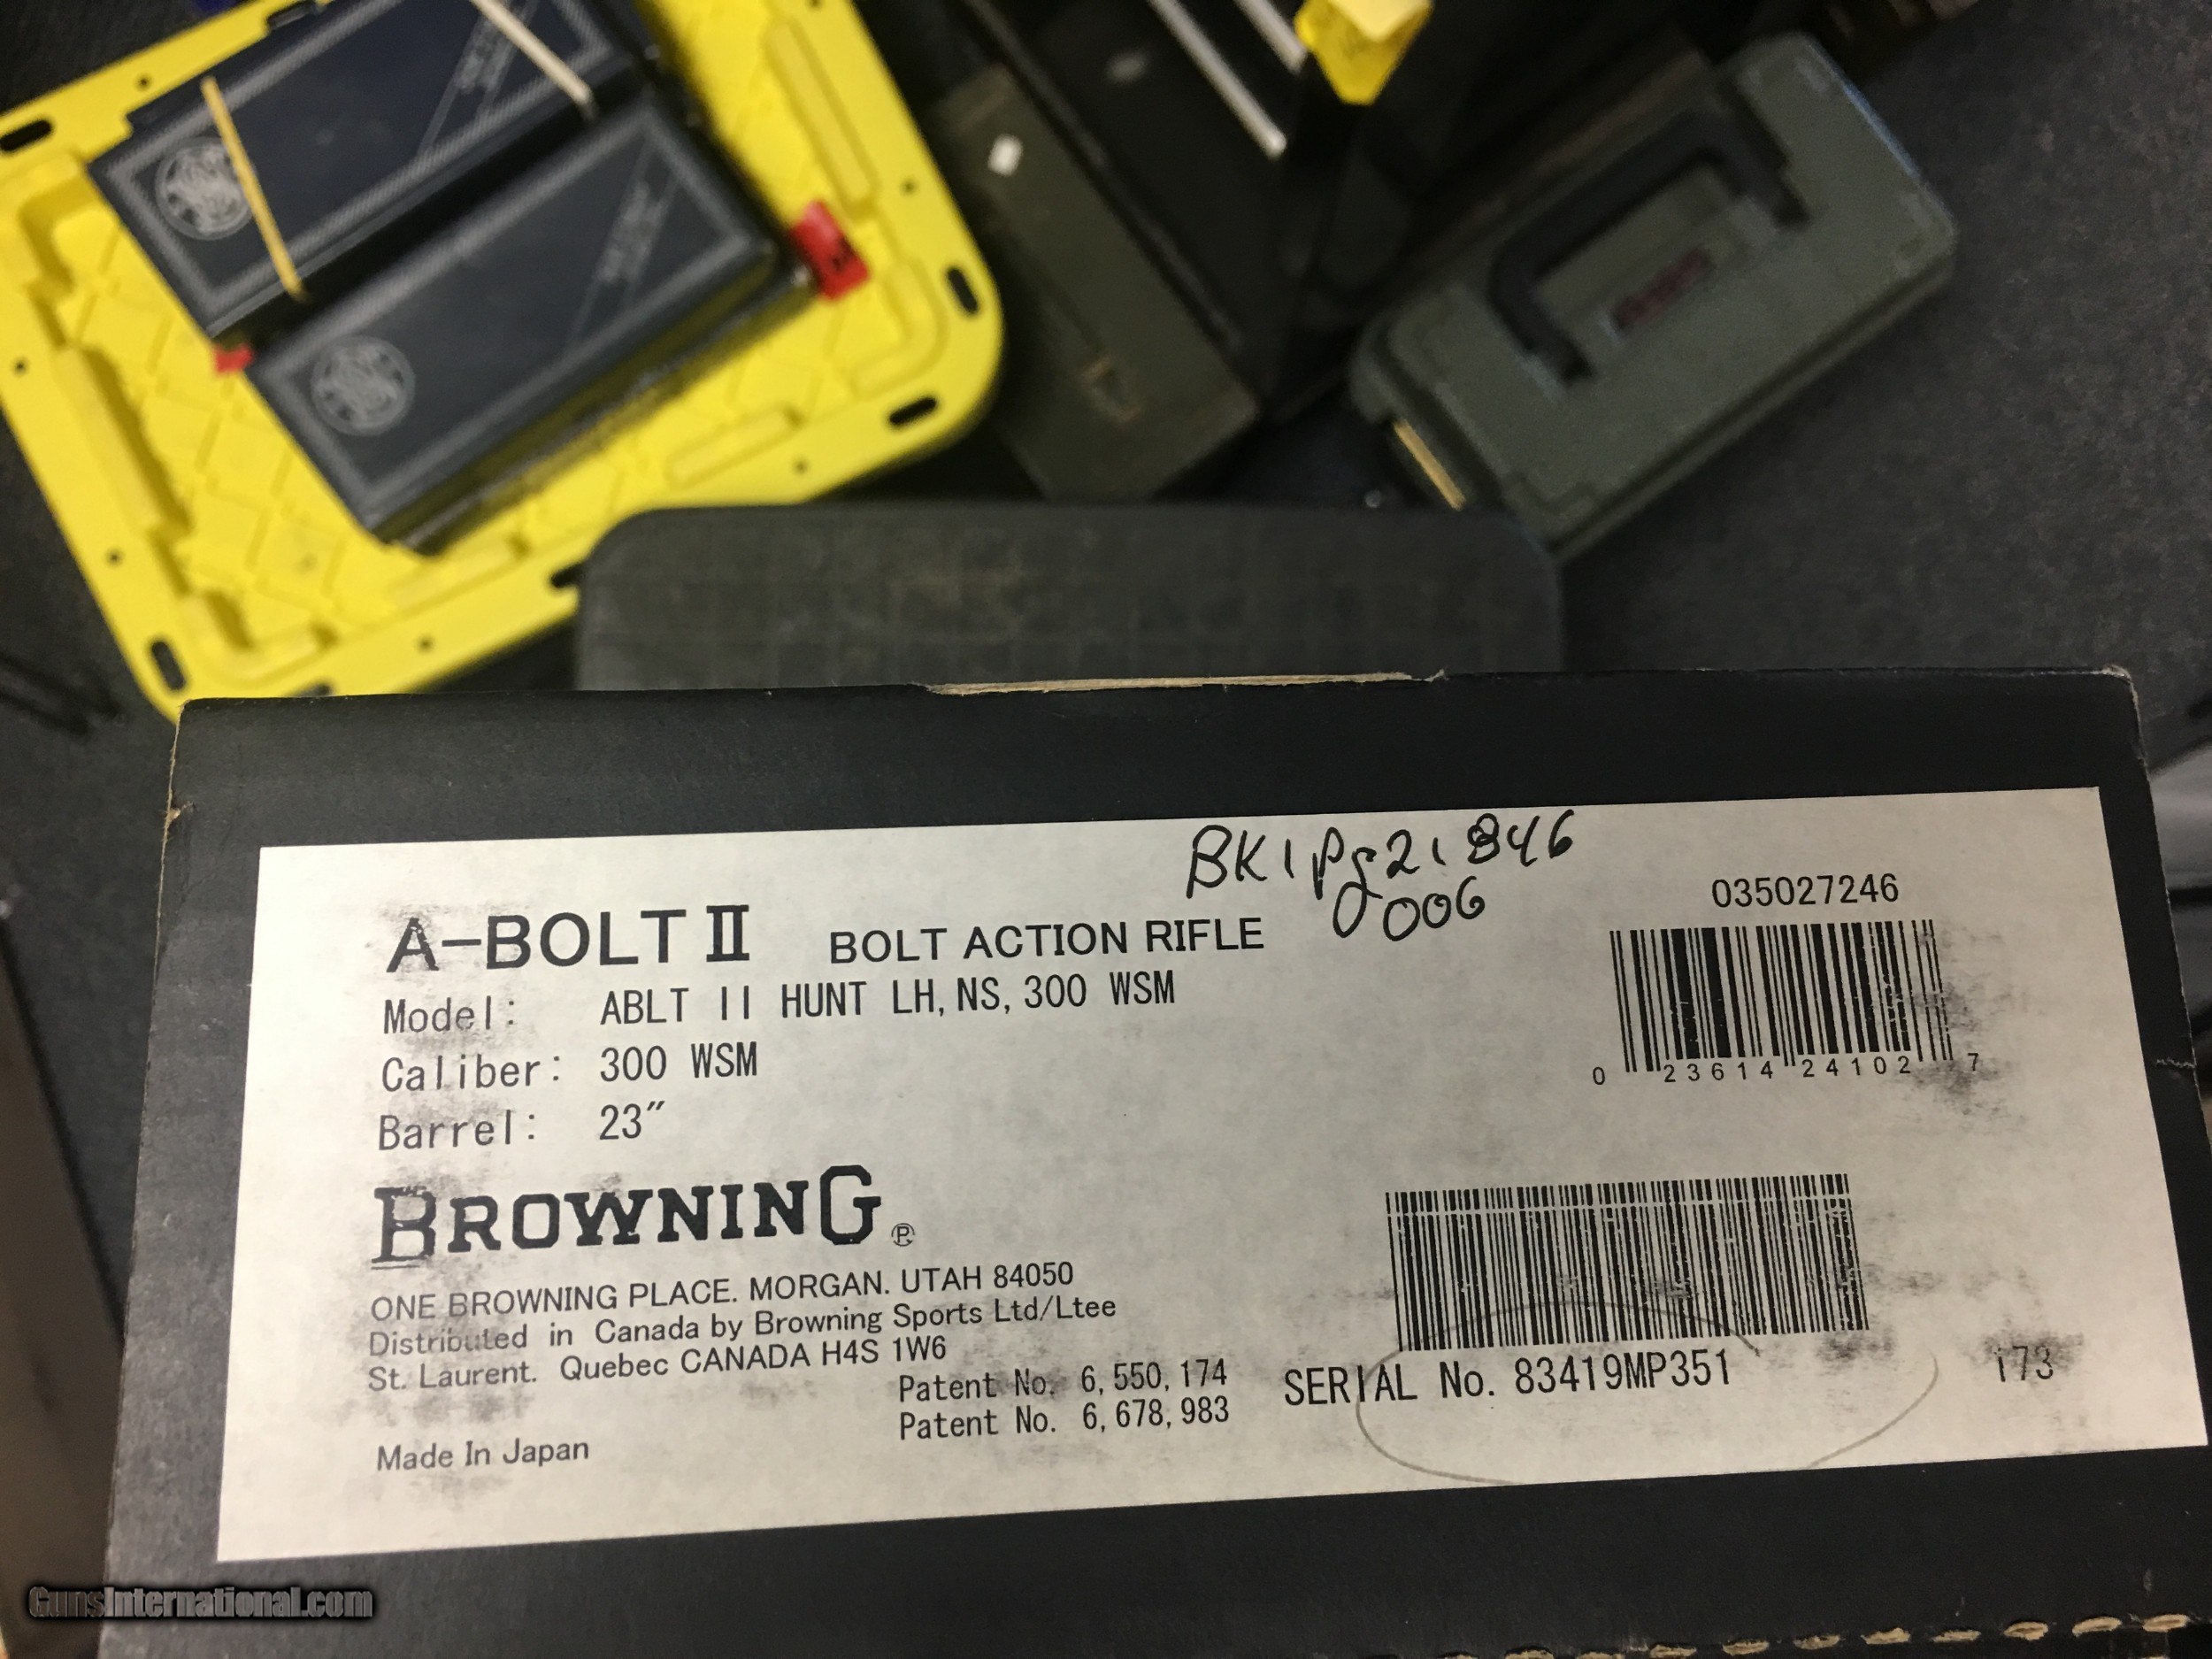 BK1Pg21 846
006
035027246
A-BOLT II BOLT ACTION RIFLE
0 23614 24102 7
Model: ABLT II HUNT LH, NS, 300 WSM
Caliber: 300 WSM
Barrel: 23"
BROWNING®
ONE BROWNING PLACE. MORGAN. UTAH 84050
Distributed in Canada by Browning Sports Ltd/Ltee
St. Laurent. Quebec CANADA H4S 1W6
Patent No. 6,550,174
Patent No. 6,678,983
SERIAL No. 83419MP351
i73
Made In Japan
GunsInternational.com